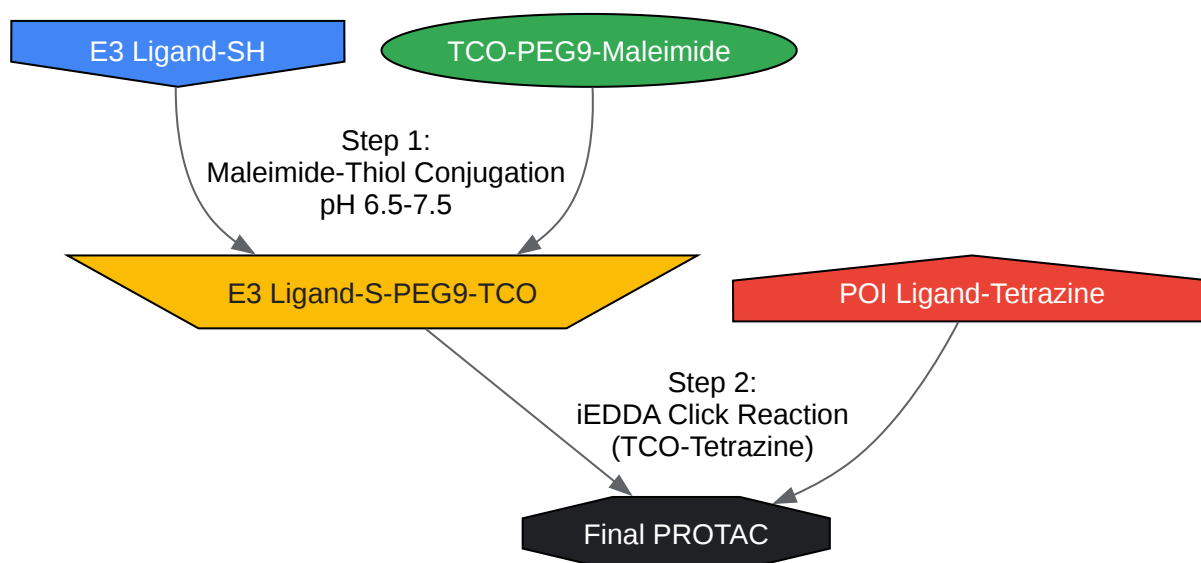 E3 Ligand-SH
TCO-PEG9-Maleimide
Step 1:
Maleimide-Thiol Conjugation
pH 6.5-7.5
E3 Ligand-S-PEG9-TCO
POI Ligand-Tetrazine
Step 2:
iEDDA Click Reaction
(TCO-Tetrazine)
Final PROTAC